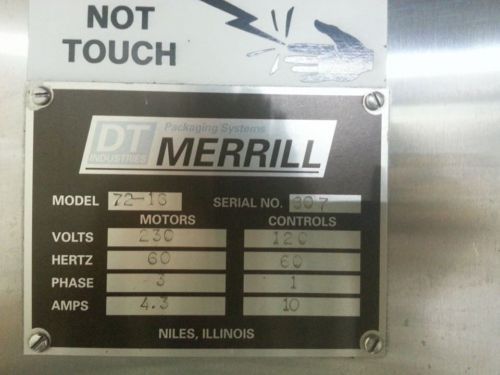 NOT
TOUCH
DT
INDUSTRIES
Packaging Systems
MERRILL
MODEL 72-16 SERIAL NO. 907
MOTORS CONTROLS
VOLTS 230 120
HERTZ 60 60
PHASE 3 1
AMPS 4.3 10
NILES, ILLINOIS